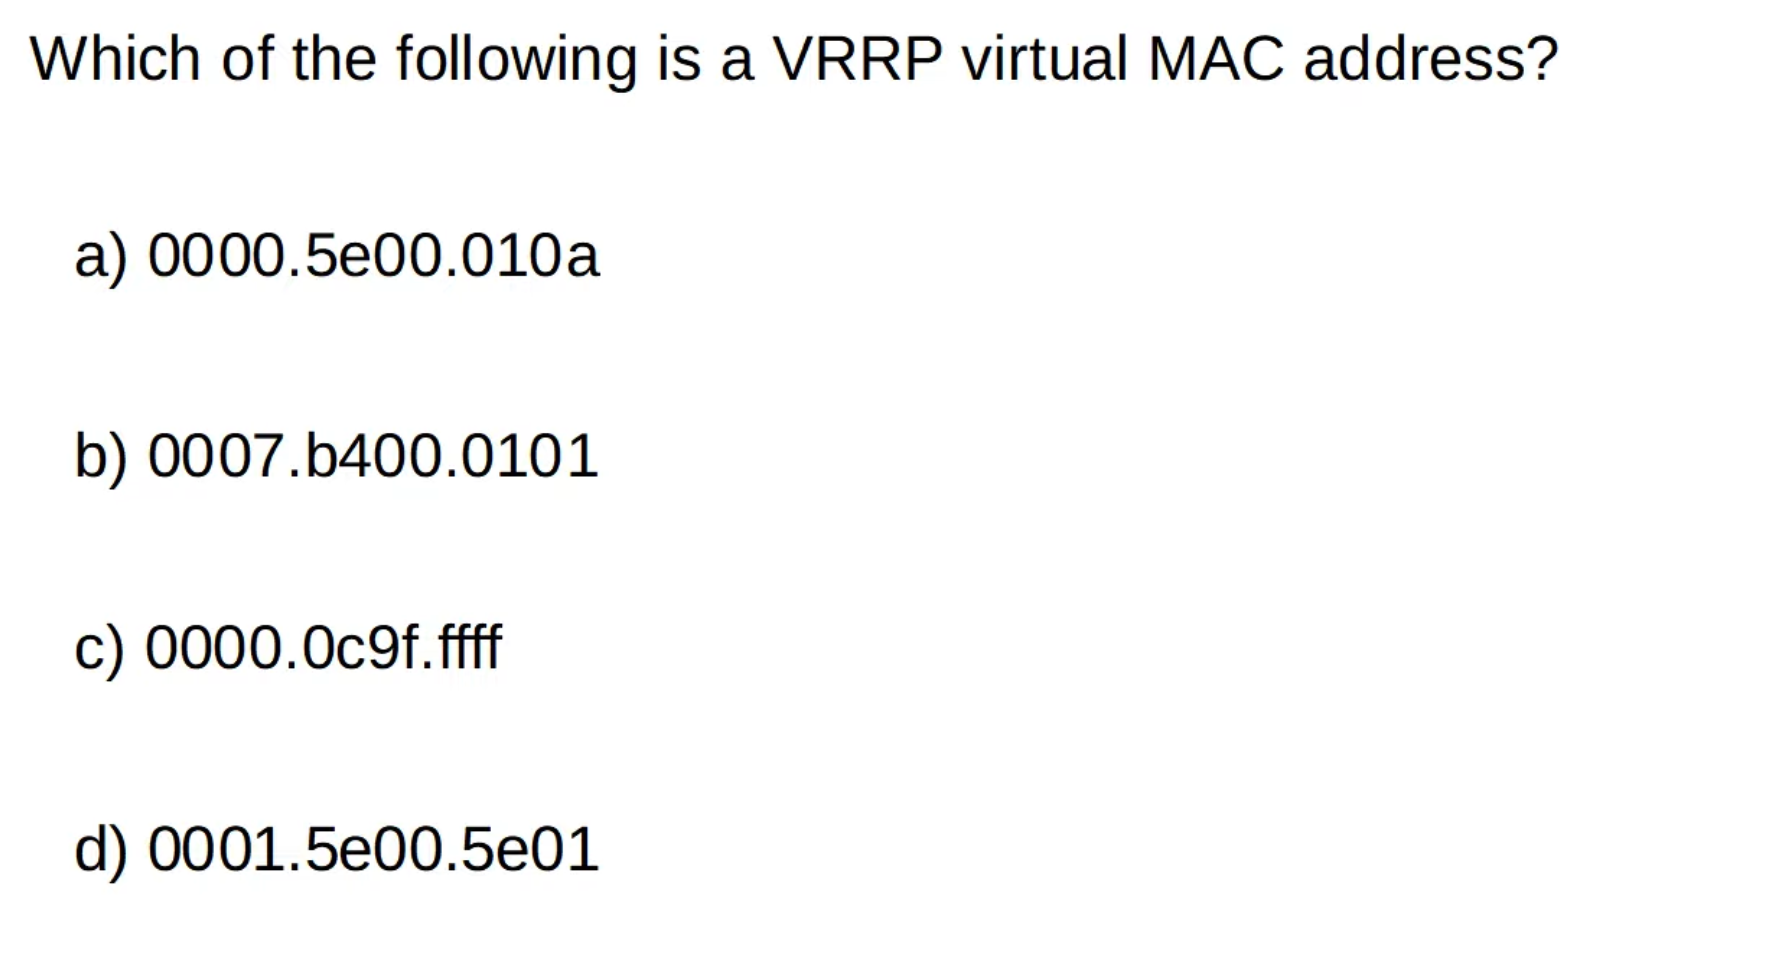 Which of the following is a VRRP virtual MAC address?
a) 0000.5e00.010a
b) 0007.b400.0101
c) 0000.0c9f.ffff
d) 0001.5e00.5e01